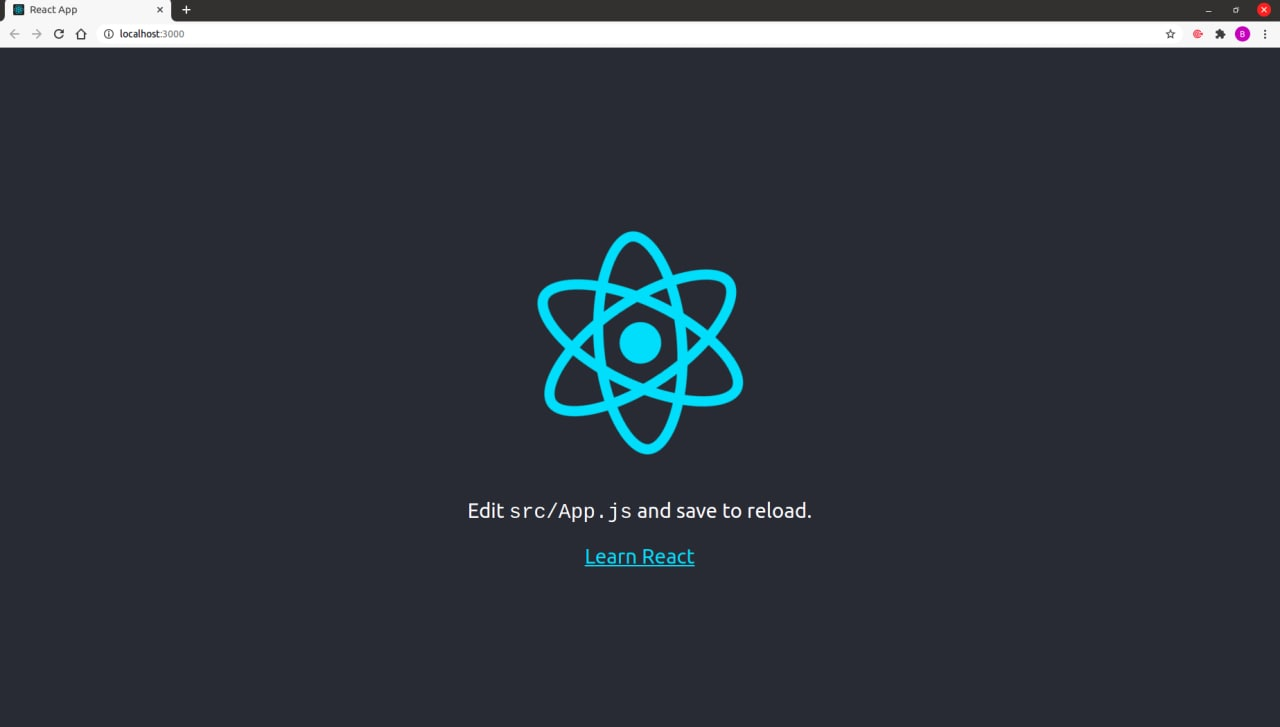 React App
localhost:3000
B
Edit src/App.js and save to reload.
Learn React